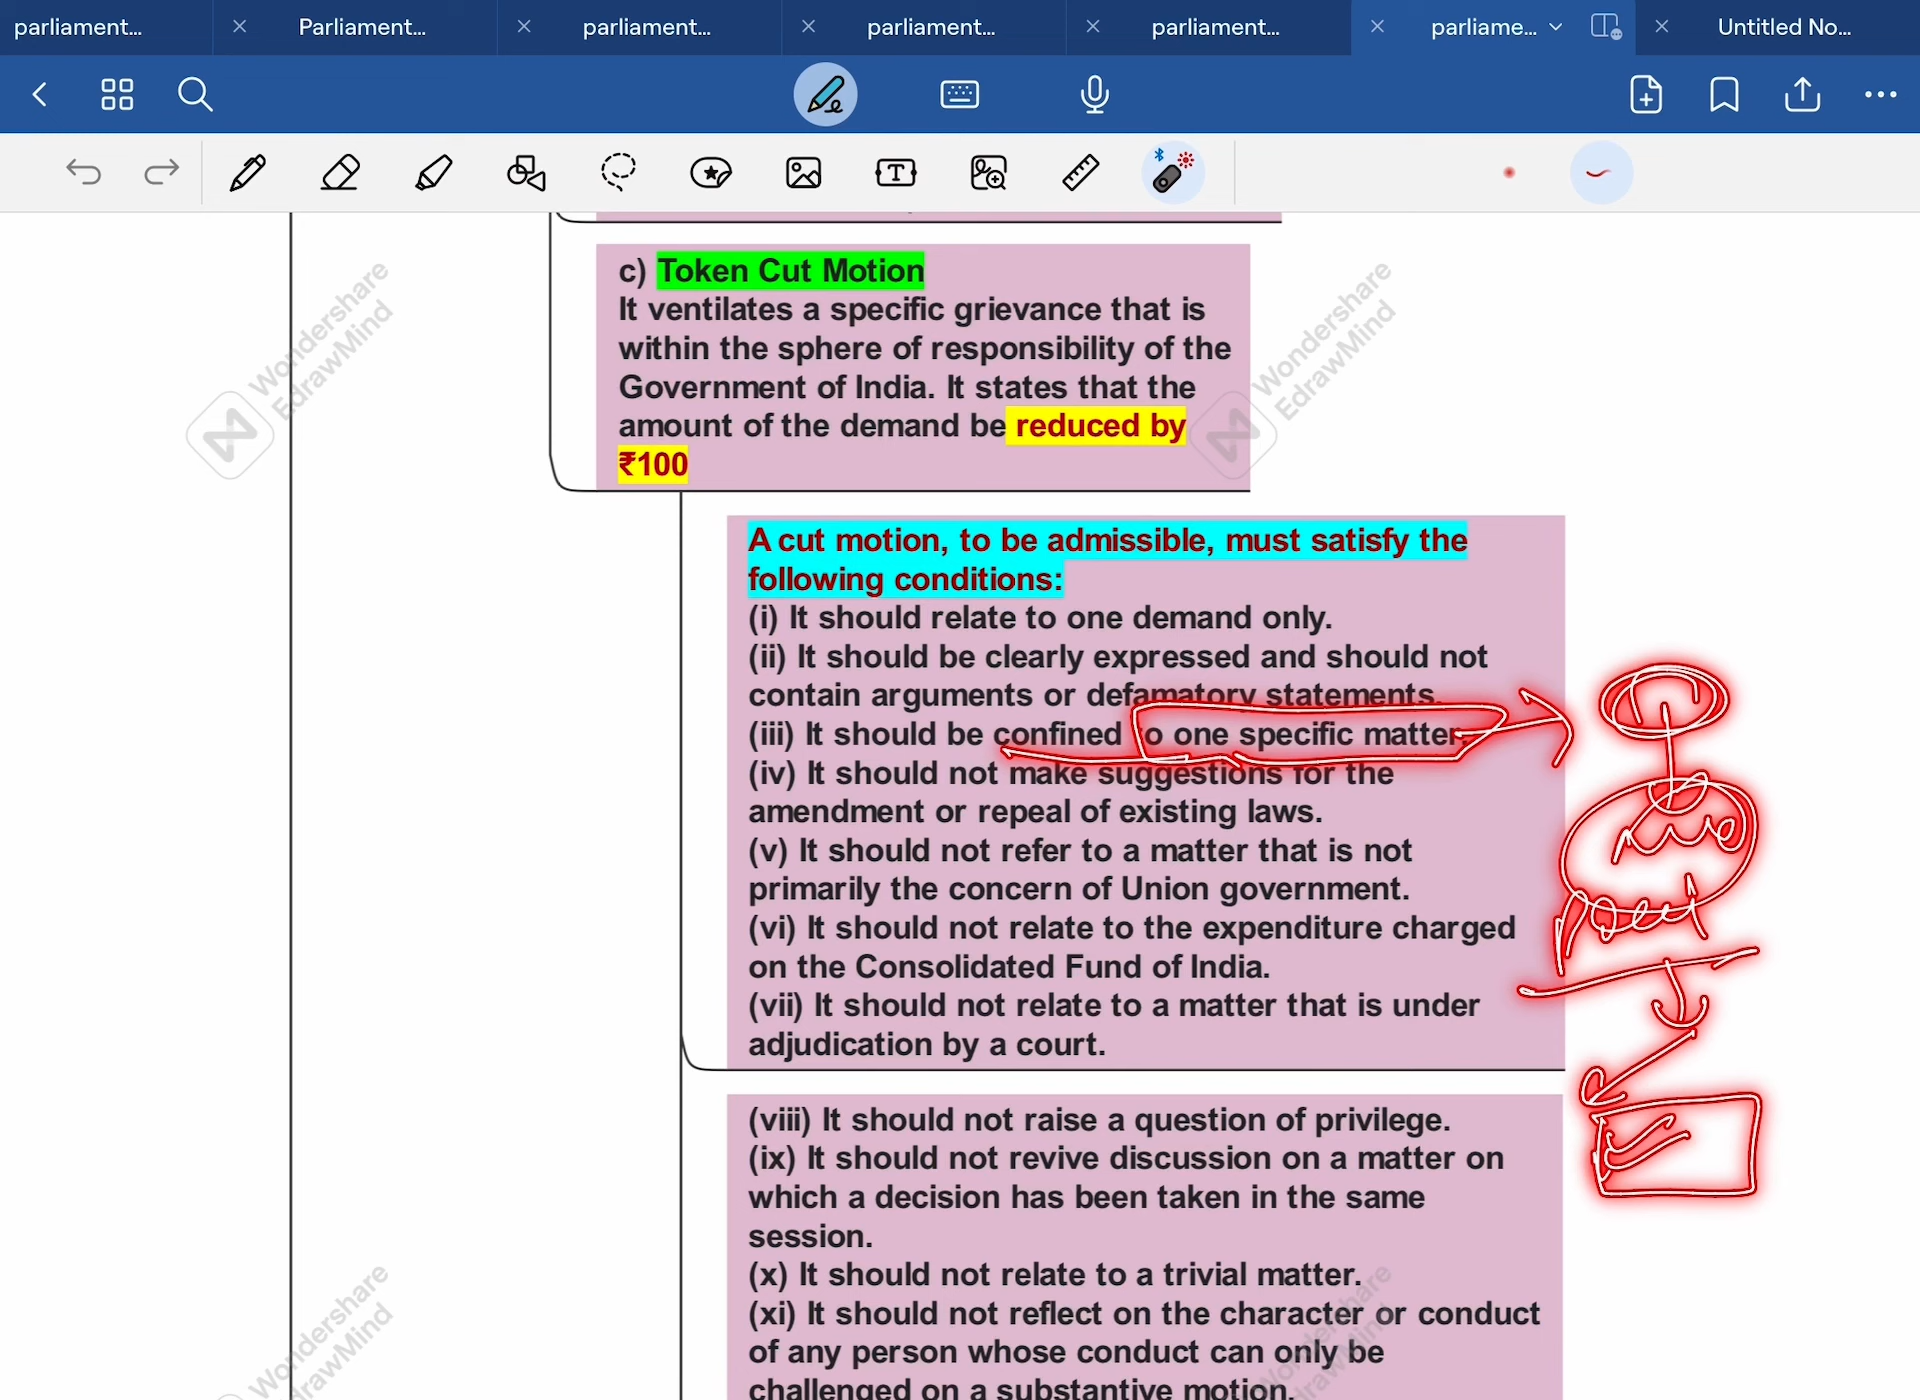 parliament...
Parliament...
parliament...
parliament...
parliament...
parliame...
Untitled No...
c) Token Cut Motion
It ventilates a specific grievance that is
within the sphere of responsibility of the
Government of India. It states that the
amount of the demand be reduced by
₹100
A cut motion, to be admissible, must satisfy the
following conditions:
(i) It should relate to one demand only.
(ii) It should be clearly expressed and should not
contain arguments or defamatory statements.
(iii) It should be confined to one specific matter.
(iv) It should not make suggestions for the
amendment or repeal of existing laws.
(v) It should not refer to a matter that is not
primarily the concern of Union government.
(vi) It should not relate to the expenditure charged
on the Consolidated Fund of India.
(vii) It should not relate to a matter that is under
adjudication by a court.
(viii) It should not raise a question of privilege.
(ix) It should not revive discussion on a matter on
which a decision has been taken in the same
session.
(x) It should not relate to a trivial matter.
(xi) It should not reflect on the character or conduct
of any person whose conduct can only be
challenged on a substantive motion.
Wondershare
EdrawMind
Wondershare
EdrawMind
Wondershare
Wondershare